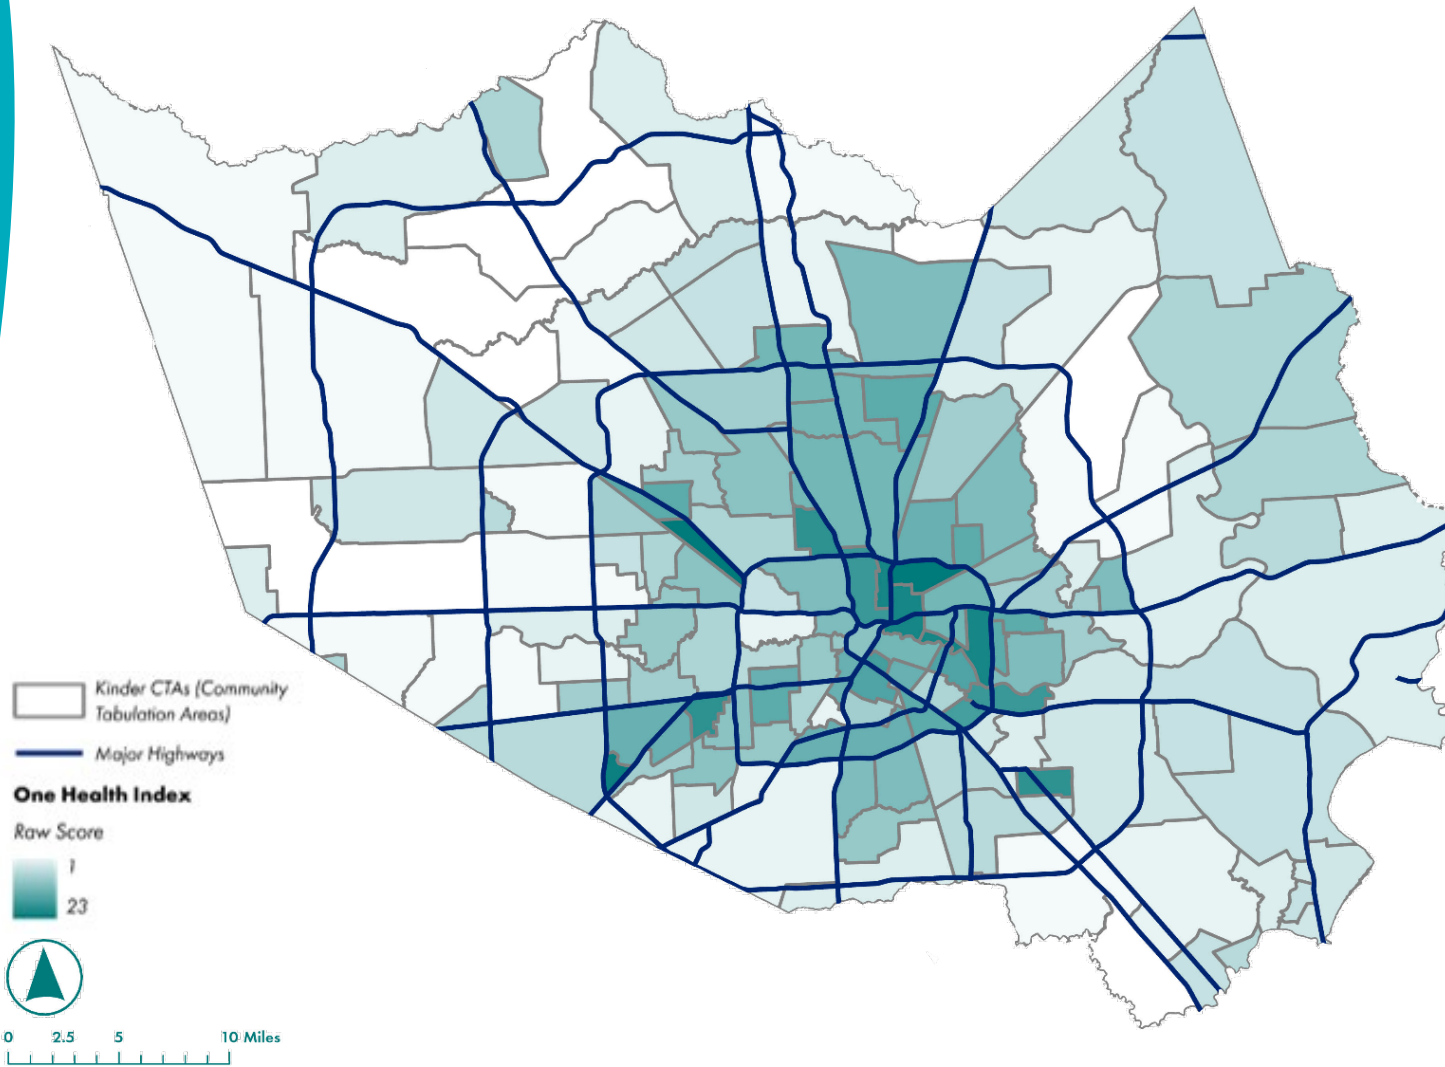 Kinder CTAs (Community
Tabulation Areas)
Major Highways
One Health Index
Raw Score
1
23
0 2.5 5 10 Miles